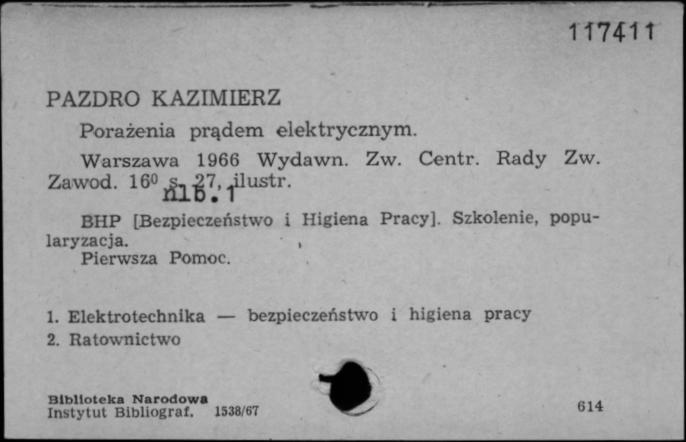 117411
PAZDRO KAZIMIERZ
Porażenia prądem elektrycznym.
Warszawa 1966 Wydawn. Zw. Centr. Rady Zw.
Zawod. 16⁰ s. 27, ilustr.
nlb. 1
BHP [Bezpieczeństwo i Higiena Pracy]. Szkolenie, popu-
laryzacja.
Pierwsza Pomoc.
1. Elektrotechnika — bezpieczeństwo i higiena pracy
2. Ratownictwo
Biblioteka Narodowa
Instytut Bibliograf. 1538/67
614